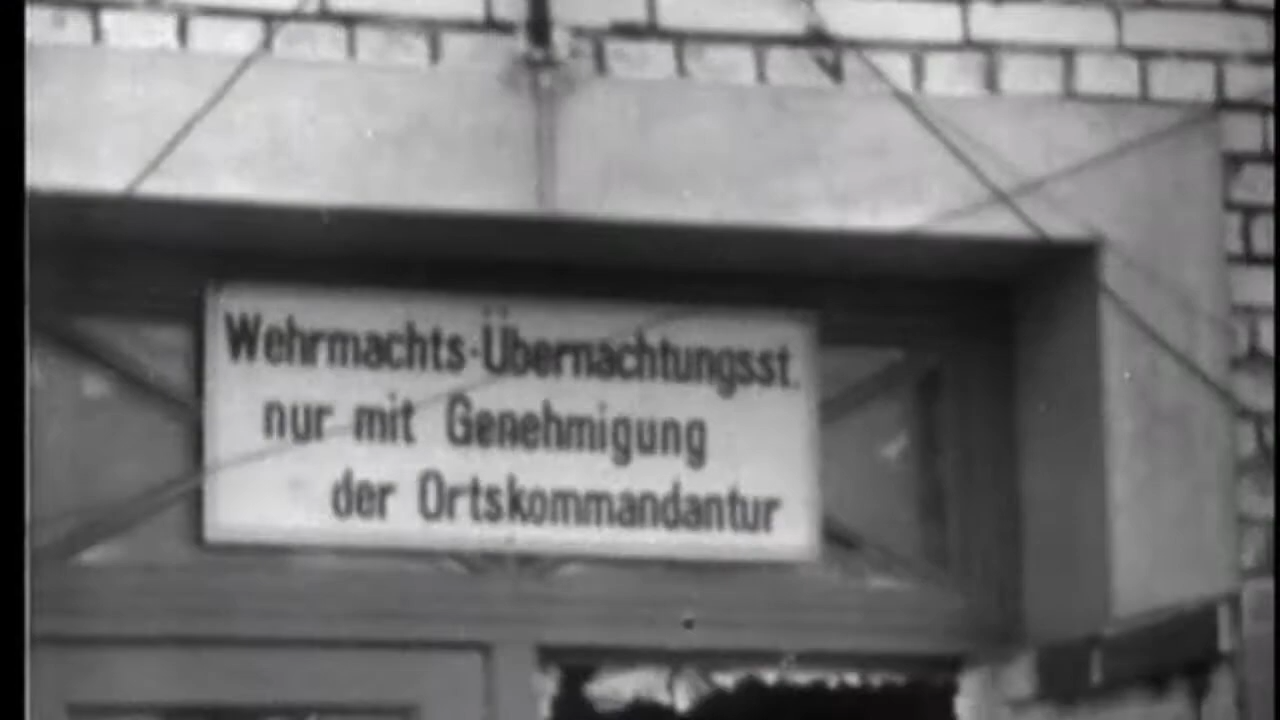 Wehrmachts-Übernachtungsst.
nur mit Genehmigung
der Ortskommandantur